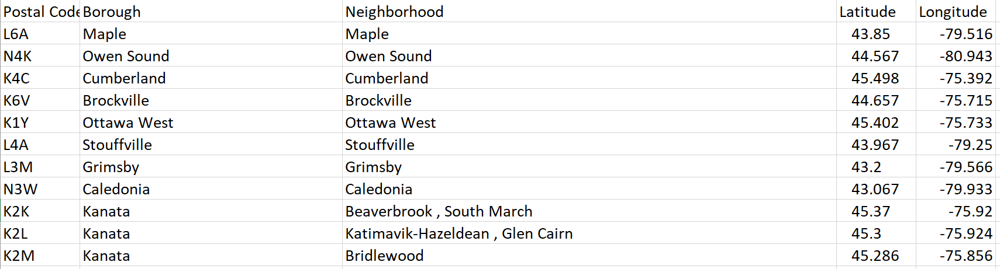 Postal Code Borough Neighborhood Latitude Longitude
L6A Maple Maple 43.85 -79.516
N4K Owen Sound Owen Sound 44.567 -80.943
K4C Cumberland Cumberland 45.498 -75.392
K6V Brockville Brockville 44.657 -75.715
K1Y Ottawa West Ottawa West 45.402 -75.733
L4A Stouffville Stouffville 43.967 -79.25
L3M Grimsby Grimsby 43.2 -79.566
N3W Caledonia Caledonia 43.067 -79.933
K2K Kanata Beaverbrook , South March 45.37 -75.92
K2L Kanata Katimavik-Hazeldean , Glen Cairn 45.3 -75.924
K2M Kanata Bridlewood 45.286 -75.856